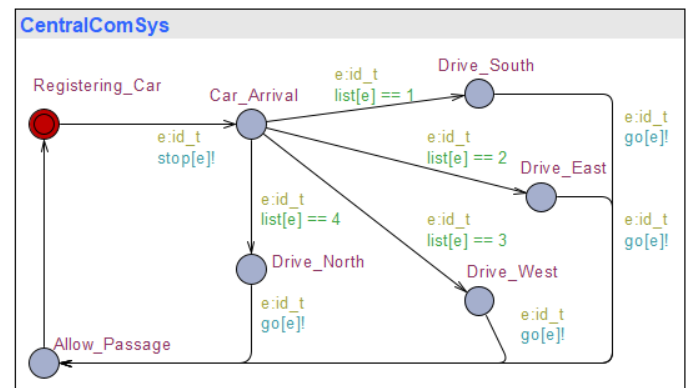 CentralComSys
Drive_South
e:id_t
list[e] == 1
Registering_Car
Car_Arrival
e:id_t
go[e]!
e:id_t
stop[e]!
e:id_t
list[e] == 2
Drive_East
e:id_t
list[e] == 4
e:id_t
list[e] == 3
e:id_t
go[e]!
Drive_North
Drive_West
e:id_t
go[e]!
e:id_t
go[e]!
Allow_Passage